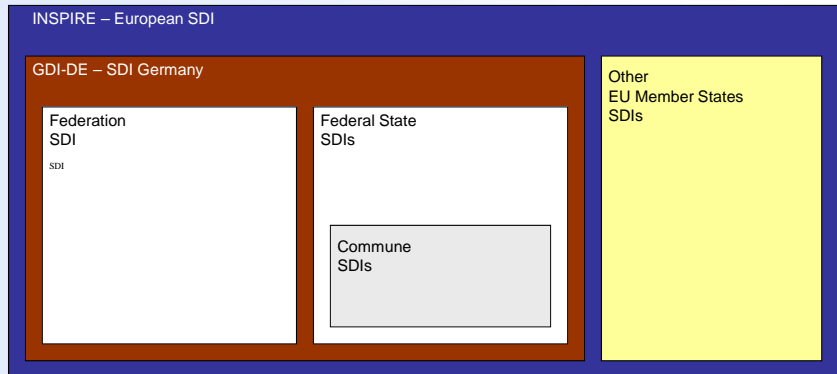 INSPIRE – European SDI
GDI-DE – SDI Germany
Federation
SDI
SDI
Federal State
SDIs
Commune
SDIs
Other
EU Member States
SDIs